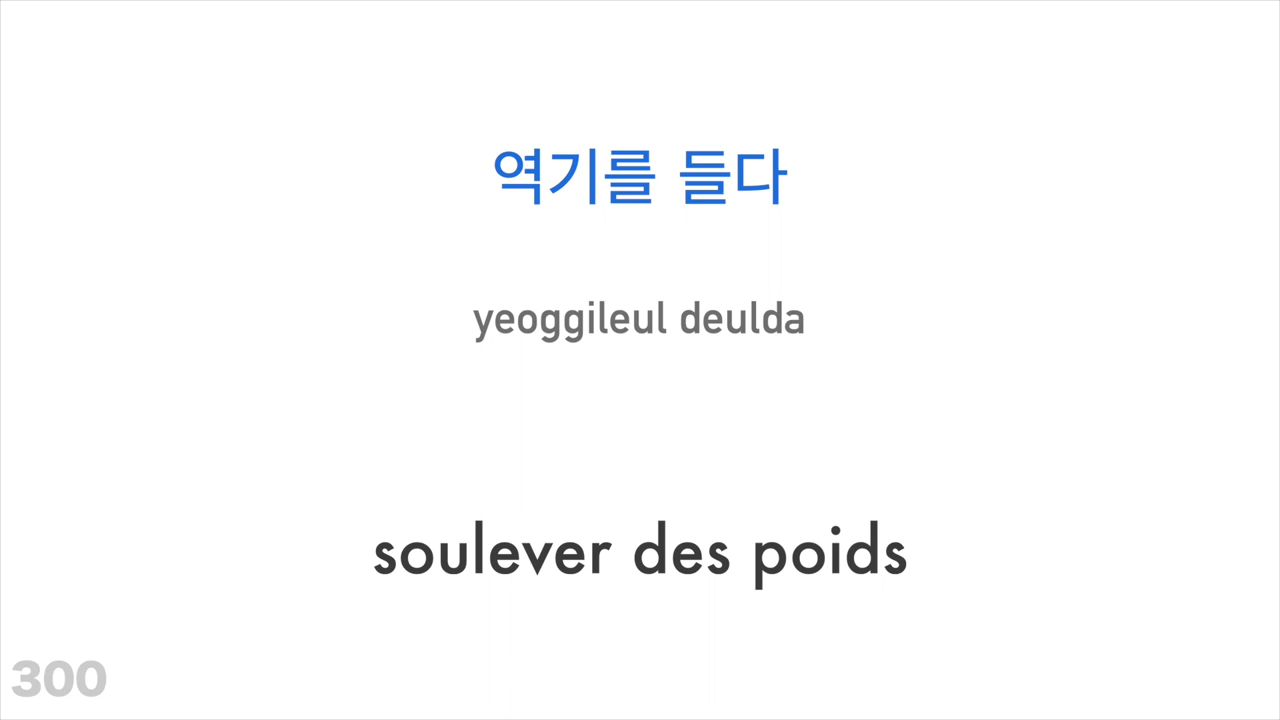 역기를 들다
yeoggileul deulda
soulever des poids
300